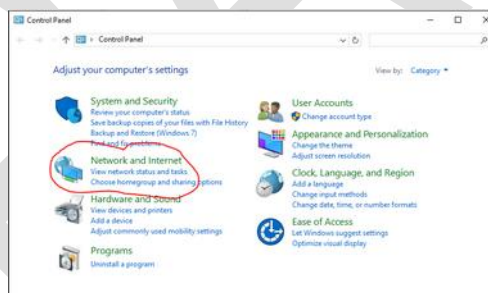 Control Panel
Control Panel
Adjust your computer's settings
View by: Category
System and Security
Review your computer's status
Save backup copies of your files with File History
Backup and Restore (Windows 7)
Find and fix problems
Network and Internet
View network status and tasks
Choose homegroup and sharing options
Hardware and Sound
View devices and printers
Add a device
Adjust commonly used mobility settings
Programs
Uninstall a program
User Accounts
Change account type
Appearance and Personalization
Change the theme
Adjust screen resolution
Clock, Language, and Region
Add a language
Change input methods
Change date, time, or number formats
Ease of Access
Let Windows suggest settings
Optimize visual display